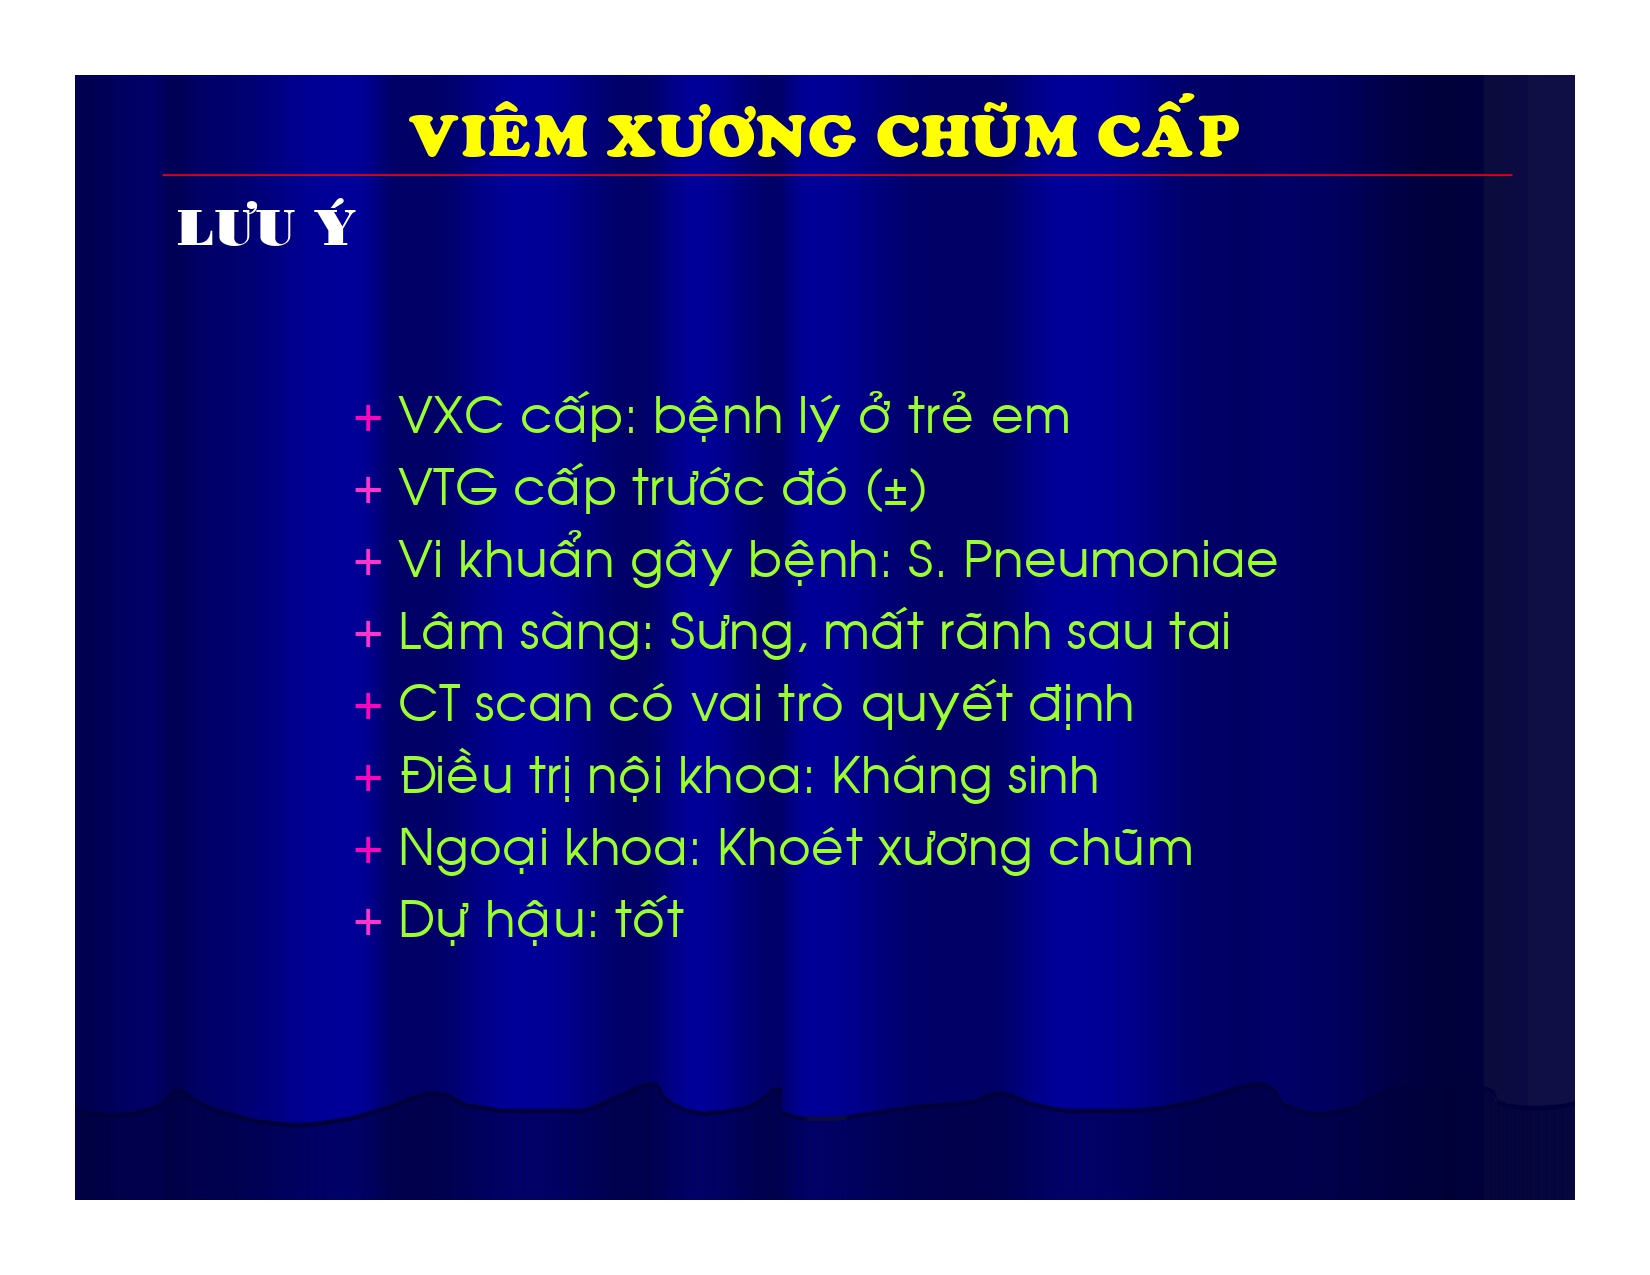 VIÊM XƯƠNG CHŨM CẤP
LƯU Ý
+ VXC cấp: bệnh lý ở trẻ em
+ VTG cấp trước đó (±)
+ Vi khuẩn gây bệnh: S. Pneumoniae
+ Lâm sàng: Sưng, mất rãnh sau tai
+ CT scan có vai trò quyết định
+ Điều trị nội khoa: Kháng sinh
+ Ngoại khoa: Khoét xương chũm
+ Dự hậu: tốt